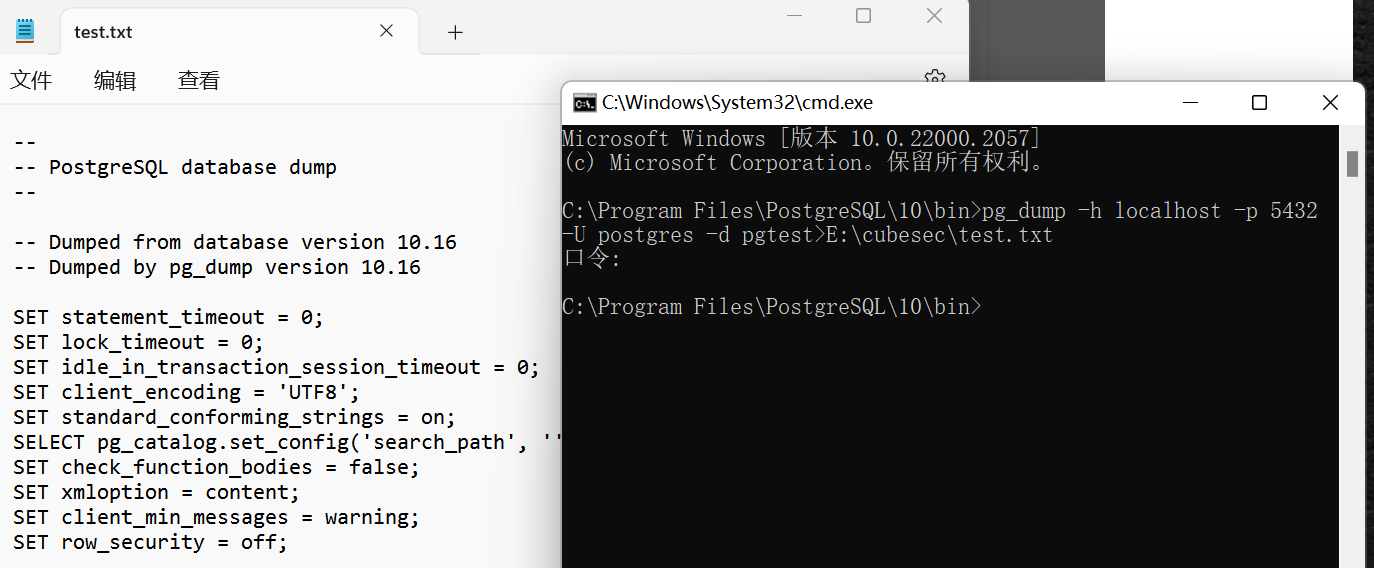 test.txt
文件 编辑 查看
--
-- PostgreSQL database dump
--
-- Dumped from database version 10.16
-- Dumped by pg_dump version 10.16
SET statement_timeout = 0;
SET lock_timeout = 0;
SET idle_in_transaction_session_timeout = 0;
SET client_encoding = 'UTF8';
SET standard_conforming_strings = on;
SELECT pg_catalog.set_config('search_path', ''
SET check_function_bodies = false;
SET xmloption = content;
SET client_min_messages = warning;
SET row_security = off;
C:\Windows\System32\cmd.exe
Microsoft Windows [版本 10.0.22000.2057]
(c) Microsoft Corporation。保留所有权利。
C:\Program Files\PostgreSQL\10\bin>pg_dump -h localhost -p 5432
-U postgres -d pgtest>E:\cubesec\test.txt
口令:
C:\Program Files\PostgreSQL\10\bin>